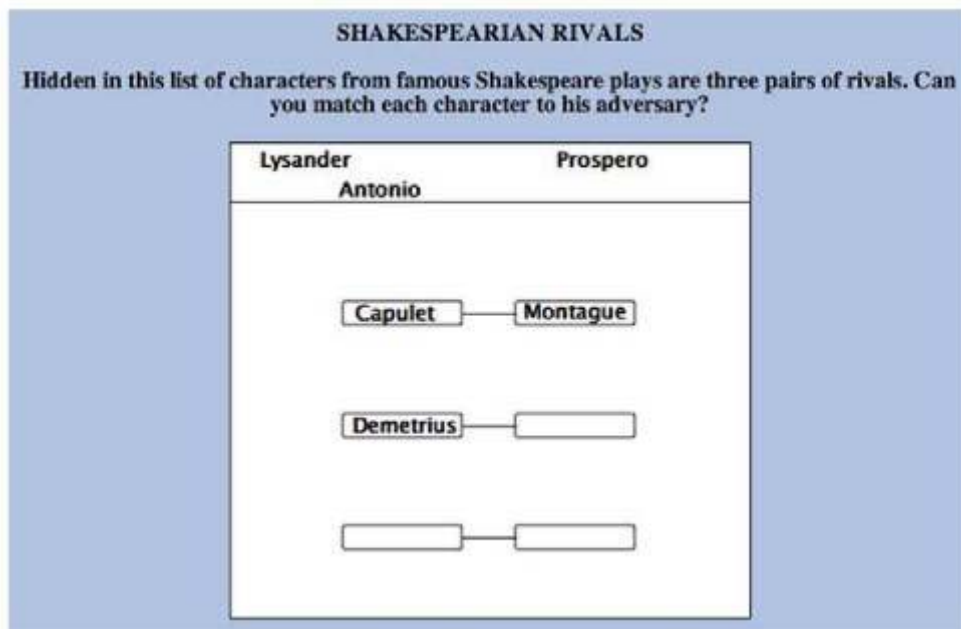 SHAKESPEARIAN RIVALS
Hidden in this list of characters from famous Shakespeare plays are three pairs of rivals. Can
you match each character to his adversary?
Lysander Prospero
Antonio
Capulet Montague
Demetrius